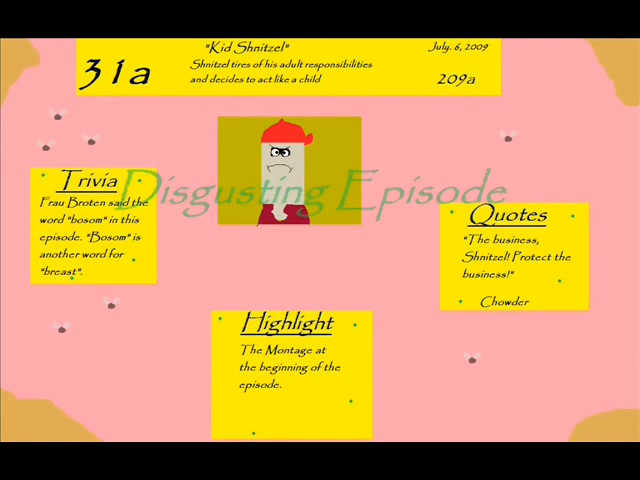 31a
"Kid Shnitzel"
July. 6, 2009
Shnitzel tires of his adult responsibilities
and decides to act like a child
209a
Disgusting Episode
Trivia
Frau Broten said the
word "bosom" in this
episode. "Bosom" is
another word for
"breast".
Quotes
"The business,
Shnitzel! Protect the
business!"
Chowder
Highlight
The Montage at
the beginning of the
episode.